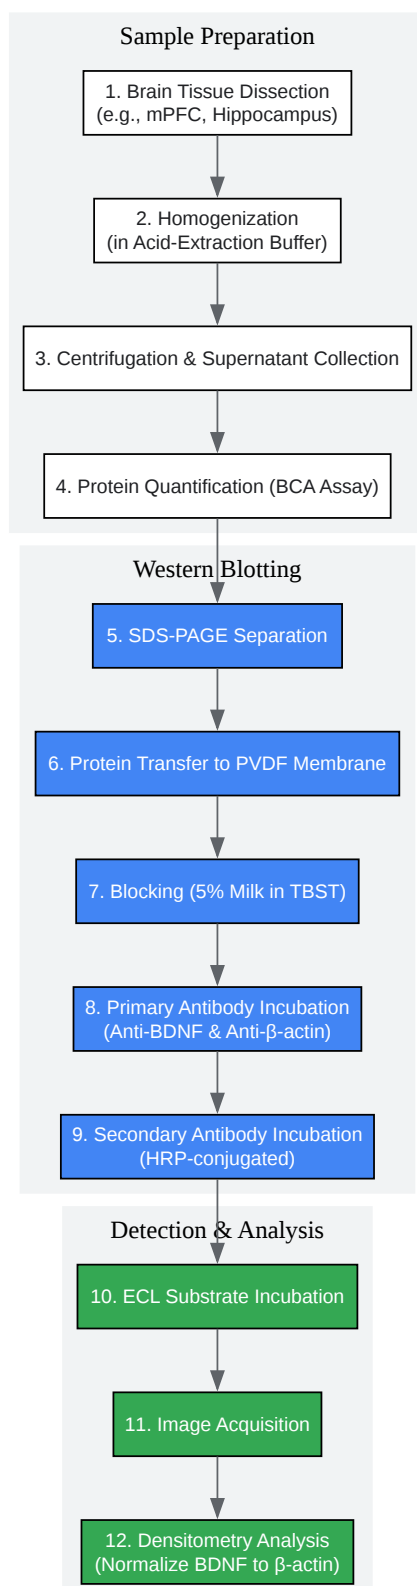 Sample Preparation
1. Brain Tissue Dissection
(e.g., mPFC, Hippocampus)
2. Homogenization
(in Acid-Extraction Buffer)
3. Centrifugation & Supernatant Collection
4. Protein Quantification (BCA Assay)
Western Blotting
5. SDS-PAGE Separation
6. Protein Transfer to PVDF Membrane
7. Blocking (5% Milk in TBST)
8. Primary Antibody Incubation
(Anti-BDNF & Anti-β-actin)
9. Secondary Antibody Incubation
(HRP-conjugated)
Detection & Analysis
10. ECL Substrate Incubation
11. Image Acquisition
12. Densitometry Analysis
(Normalize BDNF to β-actin)